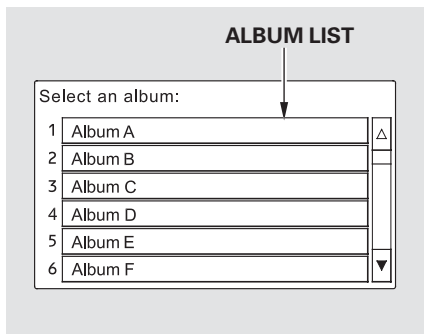 ALBUM LIST
Select an album:
1 Album A
2 Album B
3 Album C
4 Album D
5 Album E
6 Album F